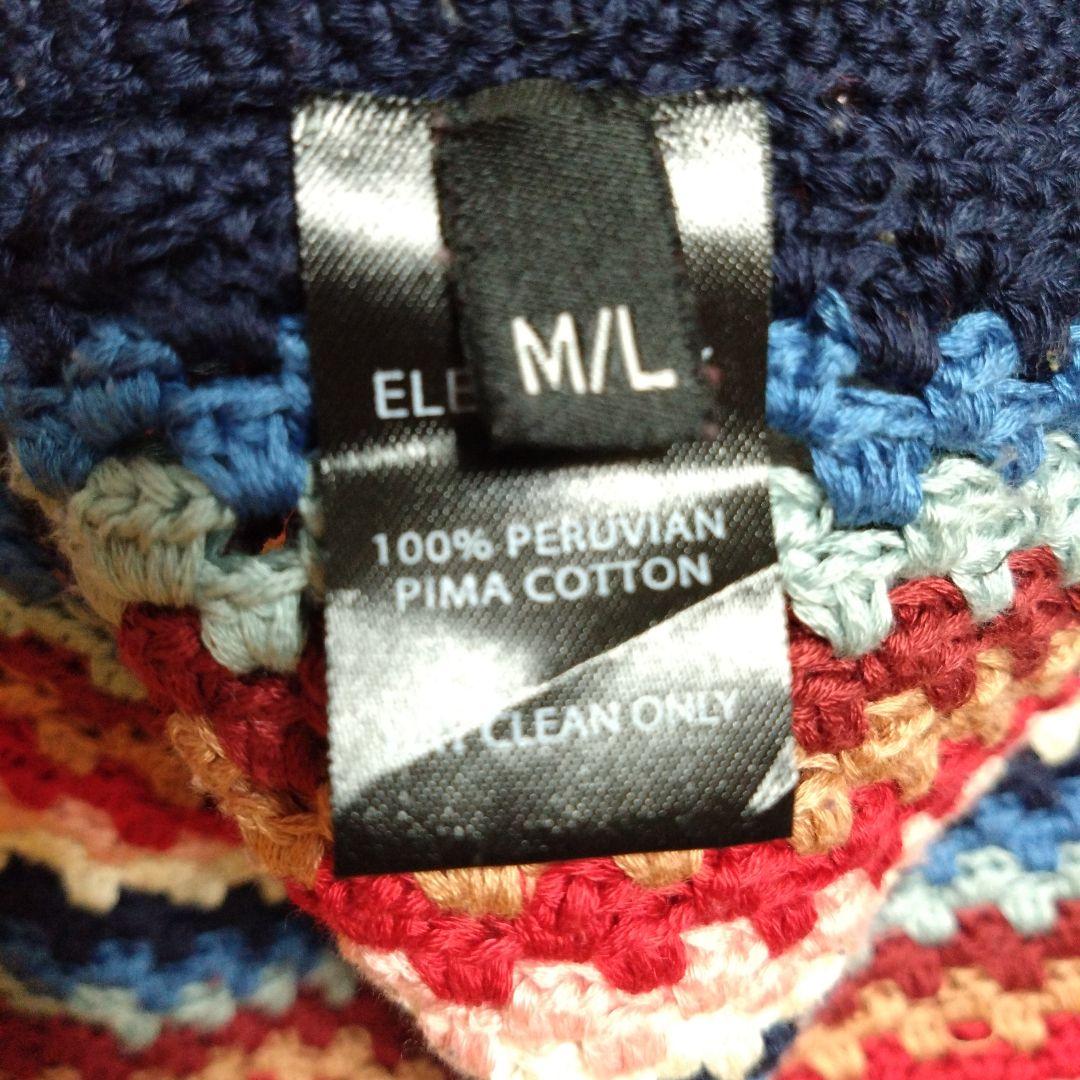 M/L
100% PERUVIAN
PIMA COTTON
CLEAN ONLY